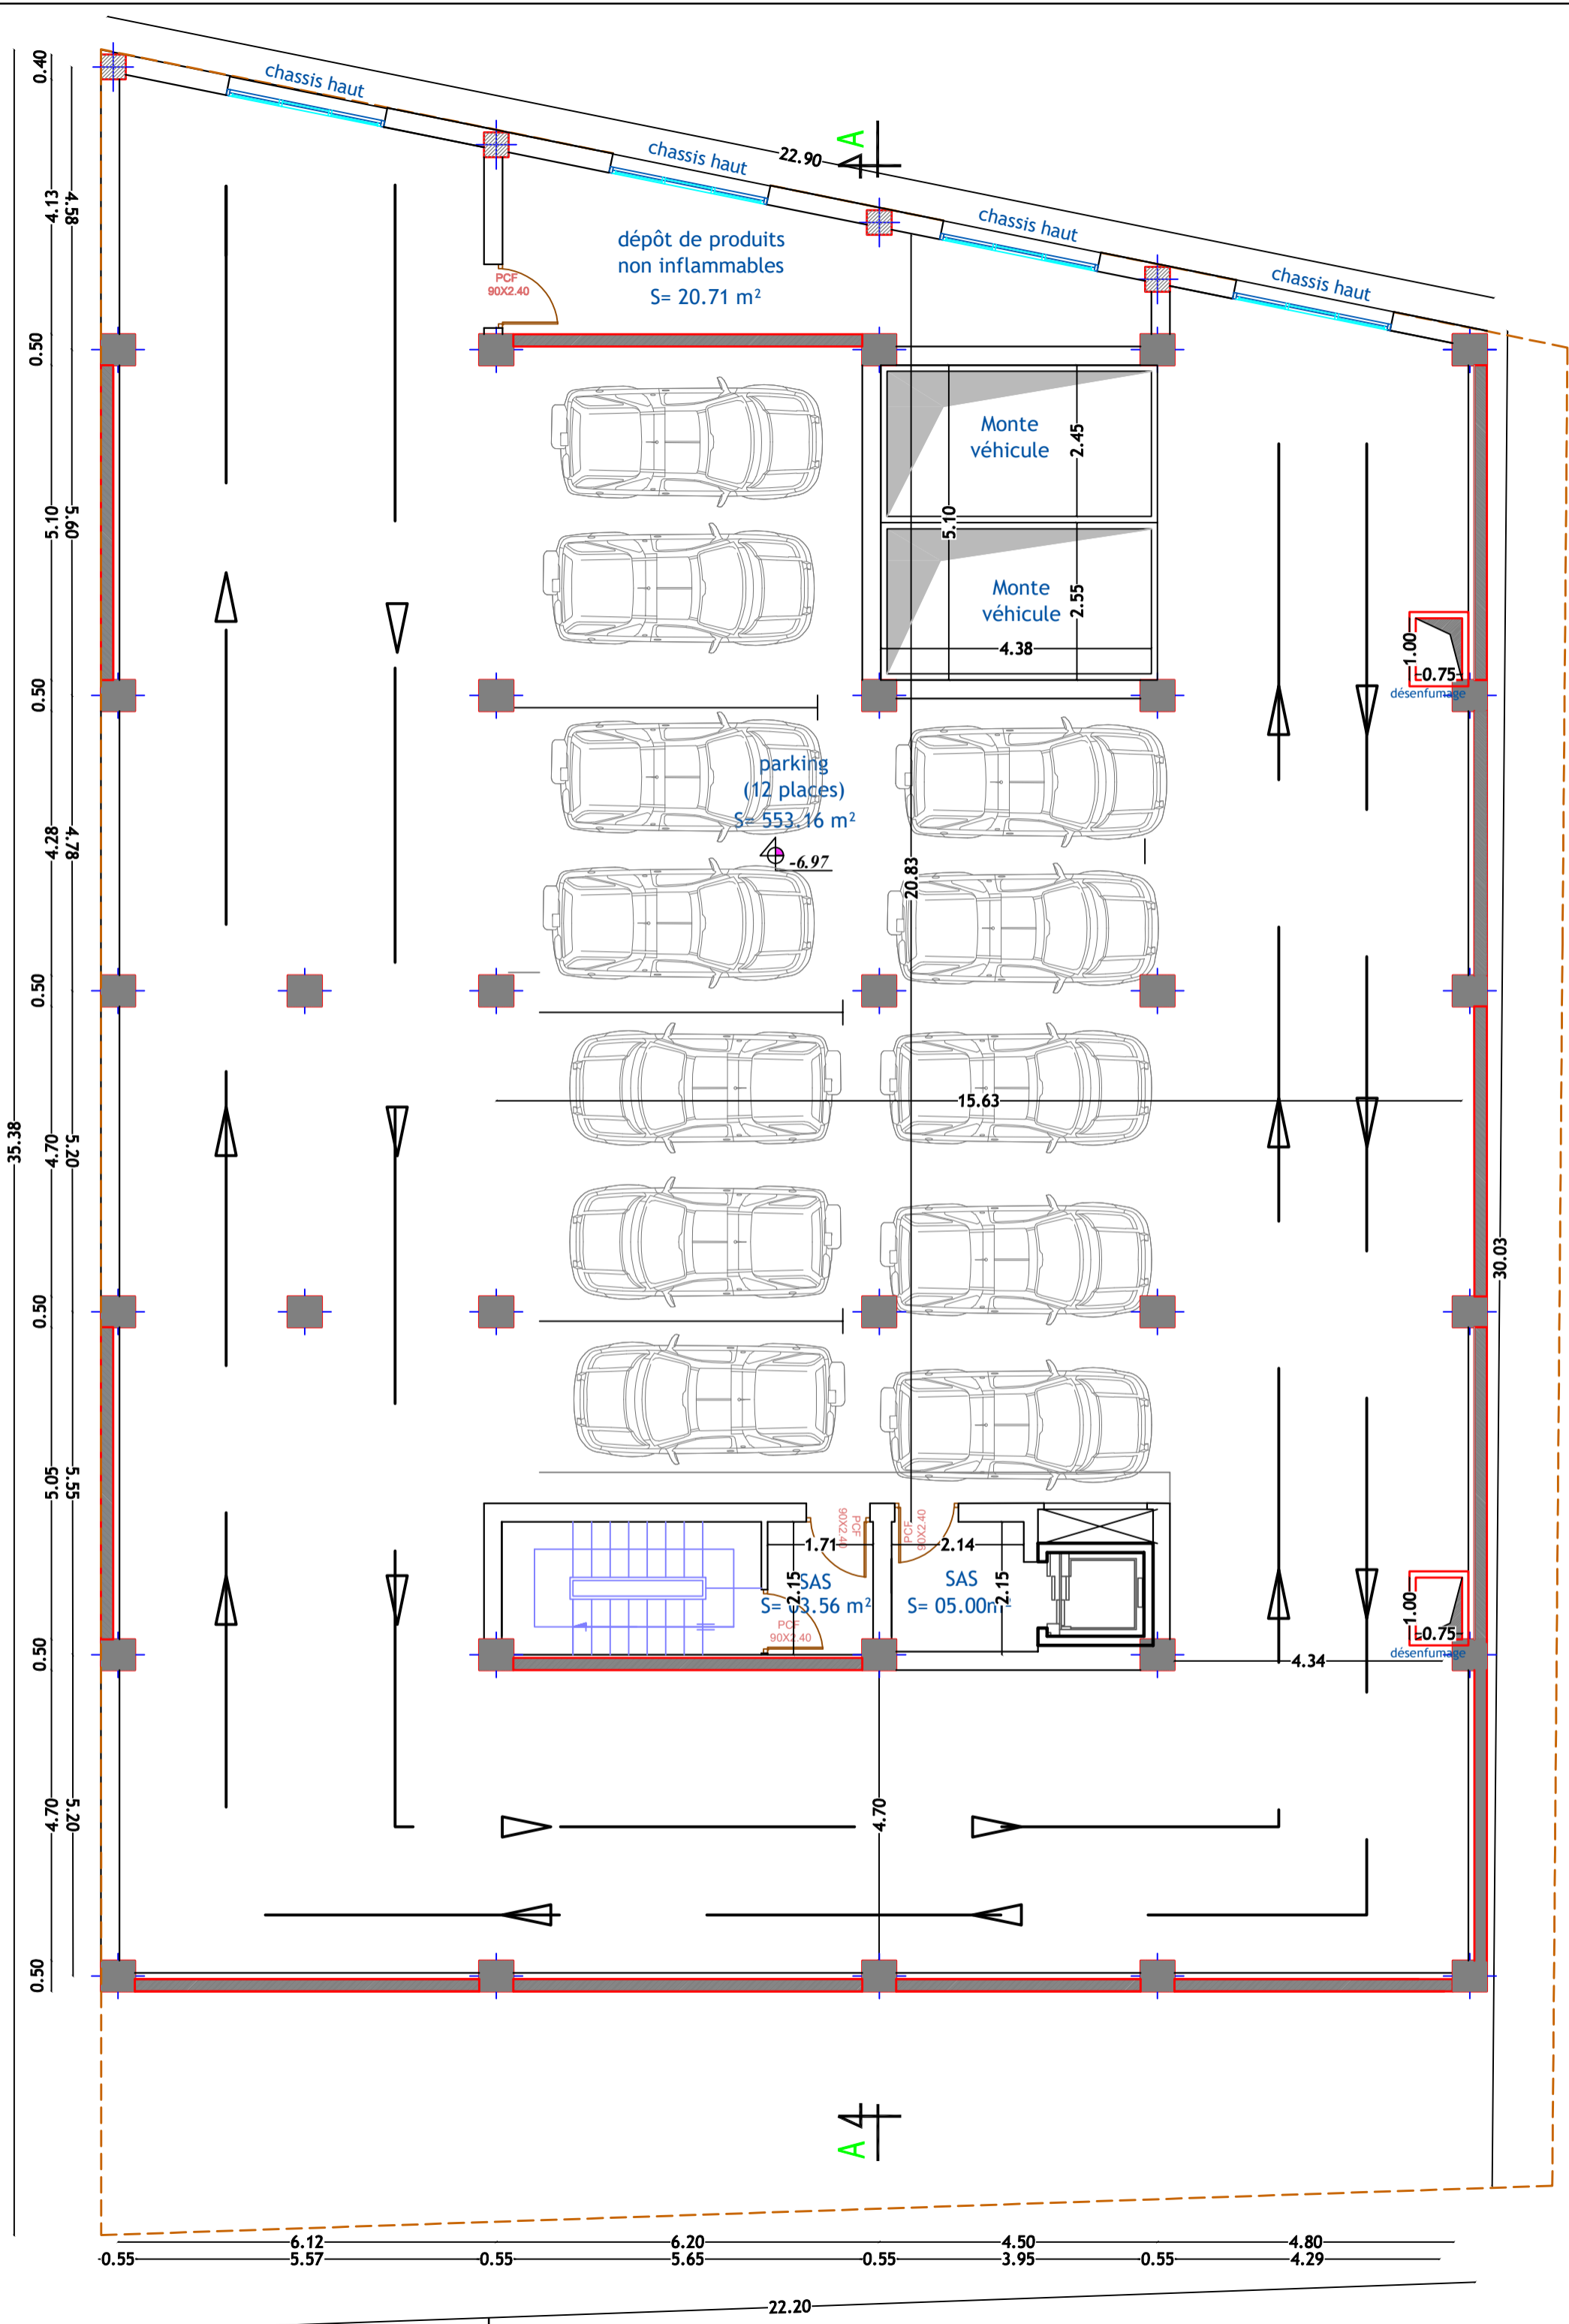 0.40
chassis haut
A
chassis haut
22.90
chassis haut
chassis haut
4.13
4.58
dépôt de produits
non inflammables
S= 20.71 m²
PCF
90X2.40
0.50
Monte
véhicule
2.45
5.10
5.60
5.10
Monte
véhicule
2.55
4.38
1.00
0.75
désenfumage
0.50
parking
(12 places)
S= 553.16 m²
-6.97
4.28
4.78
20.83
0.50
15.63
35.38
4.70
5.20
30.03
0.50
5.05
5.55
PCF
90X2.40
PCF
90X2.40
1.71
2.14
2.15
SAS
S= 03.56 m²
SAS
S= 05.00m²
2.15
PCF
90X2.40
1.00
0.75
désenfumage
0.50
4.34
4.70
5.20
4.70
0.50
A
6.12
6.20
4.50
4.80
0.55
5.57
0.55
5.65
0.55
3.95
0.55
4.29
22.20